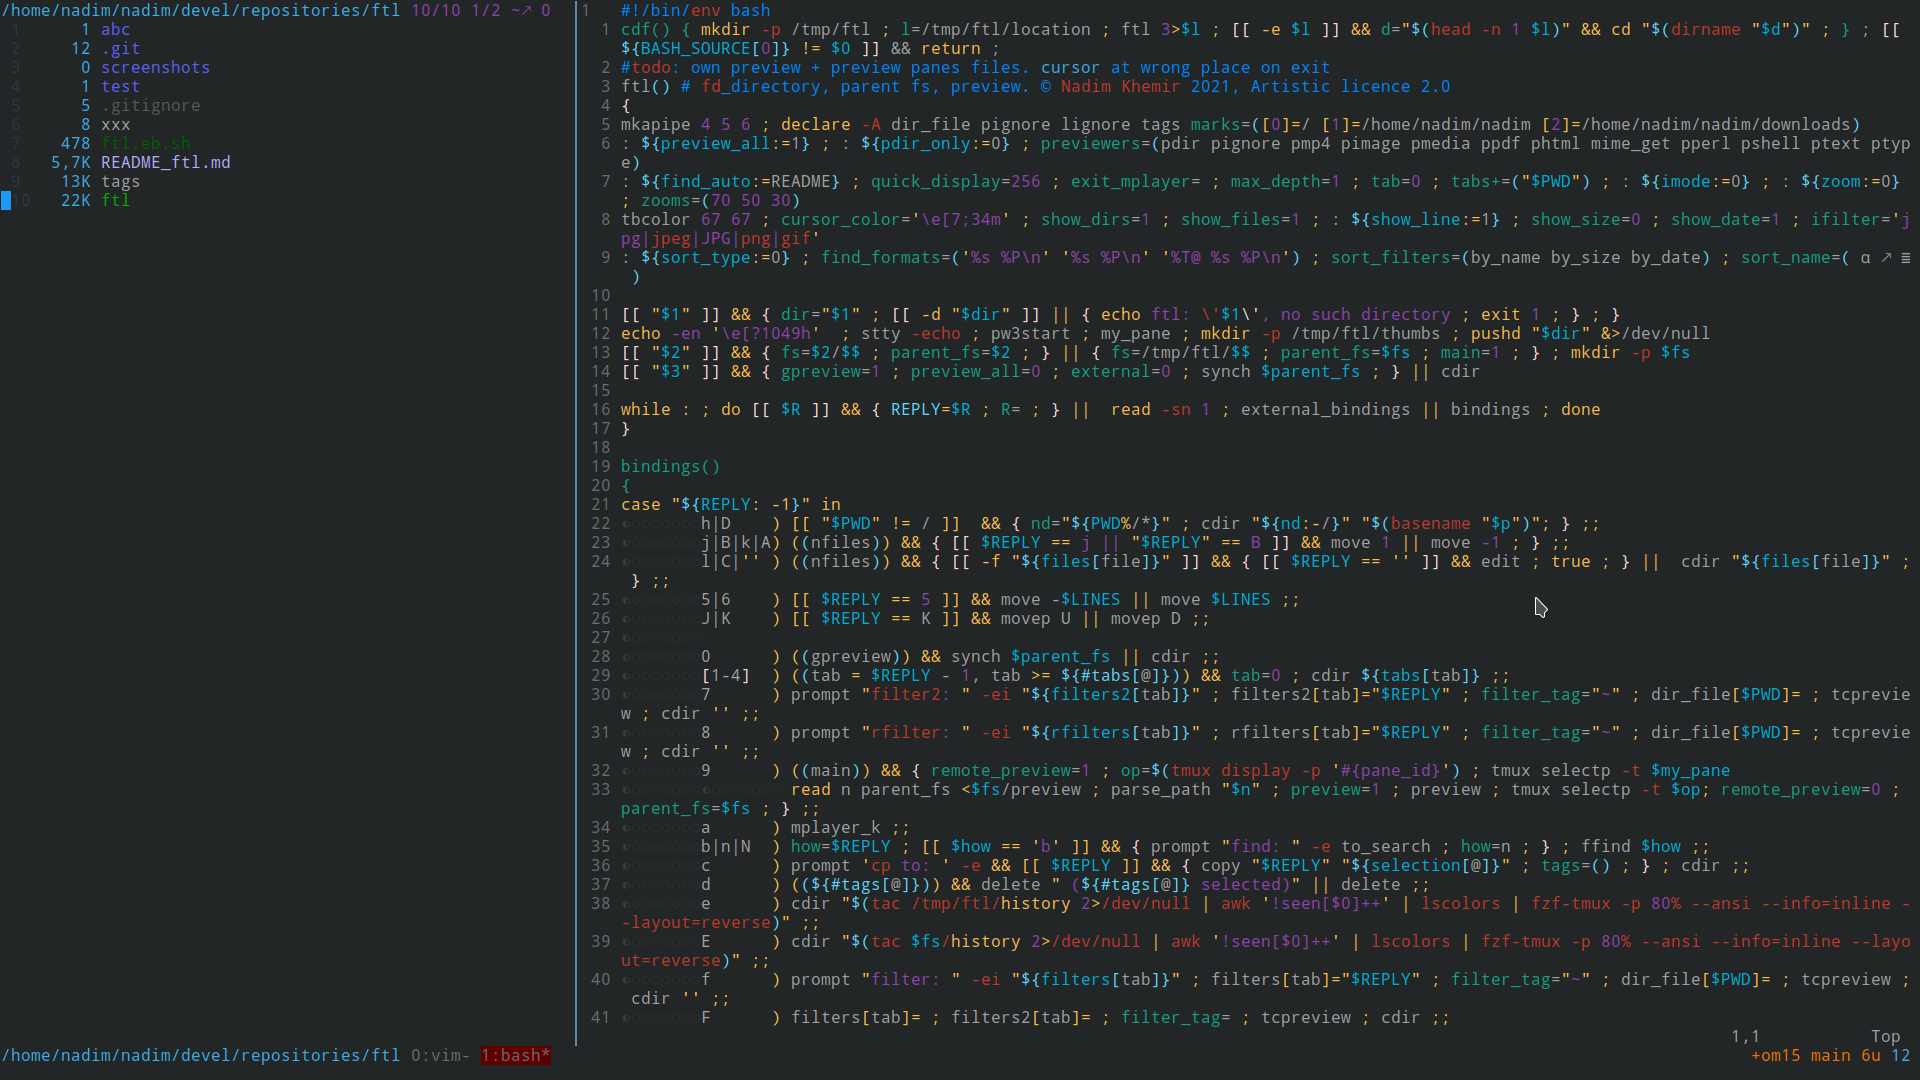 /home/nadim/nadim/devel/repositories/ftl 10/10 1/2 ~↗ 0
1 1 abc
2 12 .git
3 0 screenshots
4 1 test
5 5 .gitignore
6 8 xxx
7 478 ftl.eb.sh
8 5,7K README_ftl.md
9 13K tags
10 22K ftl
1 #!/bin/env bash
1 cdf() { mkdir -p /tmp/ftl ; l=/tmp/ftl/location ; ftl 3>$l ; [[ -e $l ]] && d="$(head -n 1 $l)" && cd "$(dirname "$d")" ; } ; [[
${BASH_SOURCE[0]} != $0 ]] && return ;
2 #todo: own preview + preview panes files. cursor at wrong place on exit
3 ftl() # fd_directory, parent fs, preview. © Nadim Khemir 2021, Artistic licence 2.0
4 {
5 mkapipe 4 5 6 ; declare -A dir_file pignore lignore tags marks=([0]=/ [1]=/home/nadim/nadim [2]=/home/nadim/nadim/downloads)
6 : ${preview_all:=1} ; : ${pdir_only:=0} ; previewers=(pdir pignore pmp4 pimage pmedia ppdf phtml mime_get pperl pshell ptext ptyp
e)
7 : ${find_auto:=README} ; quick_display=256 ; exit_mplayer= ; max_depth=1 ; tab=0 ; tabs+=("$PWD") ; : ${imode:=0} ; : ${zoom:=0}
; zooms=(70 50 30)
8 tbcolor 67 67 ; cursor_color='\e[7;34m' ; show_dirs=1 ; show_files=1 ; : ${show_line:=1} ; show_size=0 ; show_date=1 ; ifilter='j
pg|jpeg|JPG|png|gif'
9 : ${sort_type:=0} ; find_formats=('%s %P\n' '%s %P\n' '%T@ %s %P\n') ; sort_filters=(by_name by_size by_date) ; sort_name=( α ↗ ≣
)
10
11 [[ "$1" ]] && { dir="$1" ; [[ -d "$dir" ]] || { echo ftl: \'$1\', no such directory ; exit 1 ; } ; }
12 echo -en '\e[?1049h' ; stty -echo ; pw3start ; my_pane ; mkdir -p /tmp/ftl/thumbs ; pushd "$dir" &>/dev/null
13 [[ "$2" ]] && { fs=$2/$$ ; parent_fs=$2 ; } || { fs=/tmp/ftl/$$ ; parent_fs=$fs ; main=1 ; } ; mkdir -p $fs
14 [[ "$3" ]] && { gpreview=1 ; preview_all=0 ; external=0 ; synch $parent_fs ; } || cdir
15
16 while : ; do [[ $R ]] && { REPLY=$R ; R= ; } || read -sn 1 ; external_bindings || bindings ; done
17 }
18
19 bindings()
20 {
21 case "${REPLY: -1}" in
22 h|D ) [[ "$PWD" != / ]] && { nd="${PWD%/*}" ; cdir "${nd:-/}" "$(basename "$p")"; } ;;
23 j|B|k|A) ((nfiles)) && { [[ $REPLY == j || "$REPLY" == B ]] && move 1 || move -1 ; } ;;
24 l|C|'' ) ((nfiles)) && { [[ -f "${files[file]}" ]] && { [[ $REPLY == '' ]] && edit ; true ; } || cdir "${files[file]}" ;
} ;;
25 5|6 ) [[ $REPLY == 5 ]] && move -$LINES || move $LINES ;;
26 J|K ) [[ $REPLY == K ]] && movep U || movep D ;;
27
28 0 ) ((gpreview)) && synch $parent_fs || cdir ;;
29 [1-4] ) ((tab = $REPLY - 1, tab >= ${#tabs[@]})) && tab=0 ; cdir ${tabs[tab]} ;;
30 7 ) prompt "filter2: " -ei "${filters2[tab]}" ; filters2[tab]="$REPLY" ; filter_tag="~" ; dir_file[$PWD]= ; tcprevie
w ; cdir '' ;;
31 8 ) prompt "rfilter: " -ei "${rfilters[tab]}" ; rfilters[tab]="$REPLY" ; filter_tag="~" ; dir_file[$PWD]= ; tcprevie
w ; cdir '' ;;
32 9 ) ((main)) && { remote_preview=1 ; op=$(tmux display -p '#{pane_id}') ; tmux selectp -t $my_pane
33 read n parent_fs <$fs/preview ; parse_path "$n" ; preview=1 ; preview ; tmux selectp -t $op; remote_preview=0 ;
parent_fs=$fs ; } ;;
34 a ) mplayer_k ;;
35 b|n|N ) how=$REPLY ; [[ $how == 'b' ]] && { prompt "find: " -e to_search ; how=n ; } ; ffind $how ;;
36 c ) prompt 'cp to: ' -e && [[ $REPLY ]] && { copy "$REPLY" "${selection[@]}" ; tags=() ; } ; cdir ;;
37 d ) ((${#tags[@]})) && delete " (${#tags[@]} selected)" || delete ;;
38 e ) cdir "$(tac /tmp/ftl/history 2>/dev/null | awk '!seen[$0]++' | lscolors | fzf-tmux -p 80% --ansi --info=inline -
-layout=reverse)" ;;
39 E ) cdir "$(tac $fs/history 2>/dev/null | awk '!seen[$0]++' | lscolors | fzf-tmux -p 80% --ansi --info=inline --layo
ut=reverse)" ;;
40 f ) prompt "filter: " -ei "${filters[tab]}" ; filters[tab]="$REPLY" ; filter_tag="~" ; dir_file[$PWD]= ; tcpreview ;
cdir '' ;;
41 F ) filters[tab]= ; filters2[tab]= ; filter_tag= ; tcpreview ; cdir ;;
1,1 Top
/home/nadim/nadim/devel/repositories/ftl 0:vim- 1:bash* +om15 main 6u 12